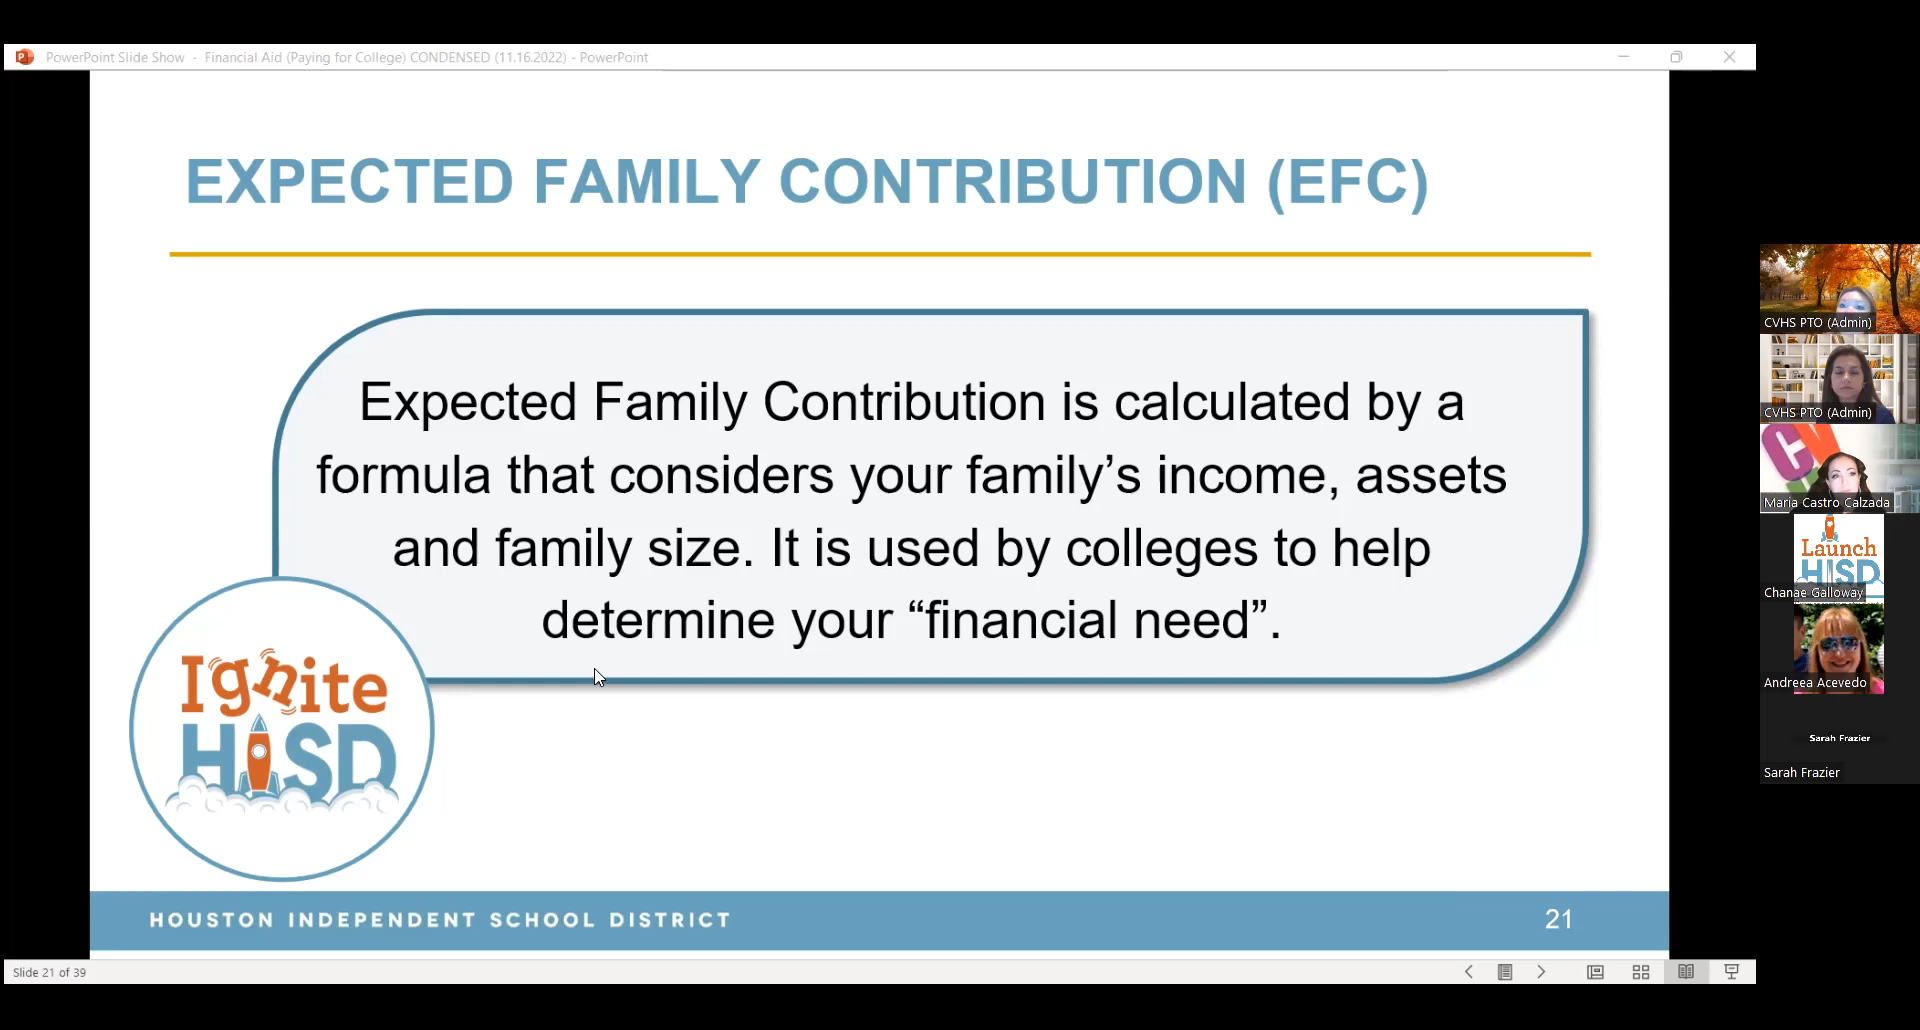 PowerPoint Slide Show - Financial Aid (Paying for College) CONDENSED (11.16.2022) - PowerPoint
EXPECTED FAMILY CONTRIBUTION (EFC)
Expected Family Contribution is calculated by a
formula that considers your family’s income, assets
and family size. It is used by colleges to help
determine your “financial need”.
Ignite
HISD
HOUSTON INDEPENDENT SCHOOL DISTRICT
21
Slide 21 of 39
CVHS PTO (Admin)
CVHS PTO (Admin)
CV
Maria Castro Calzada
Launch
HISD
Chanae Galloway
Andreea Acevedo
Sarah Frazier
Sarah Frazier